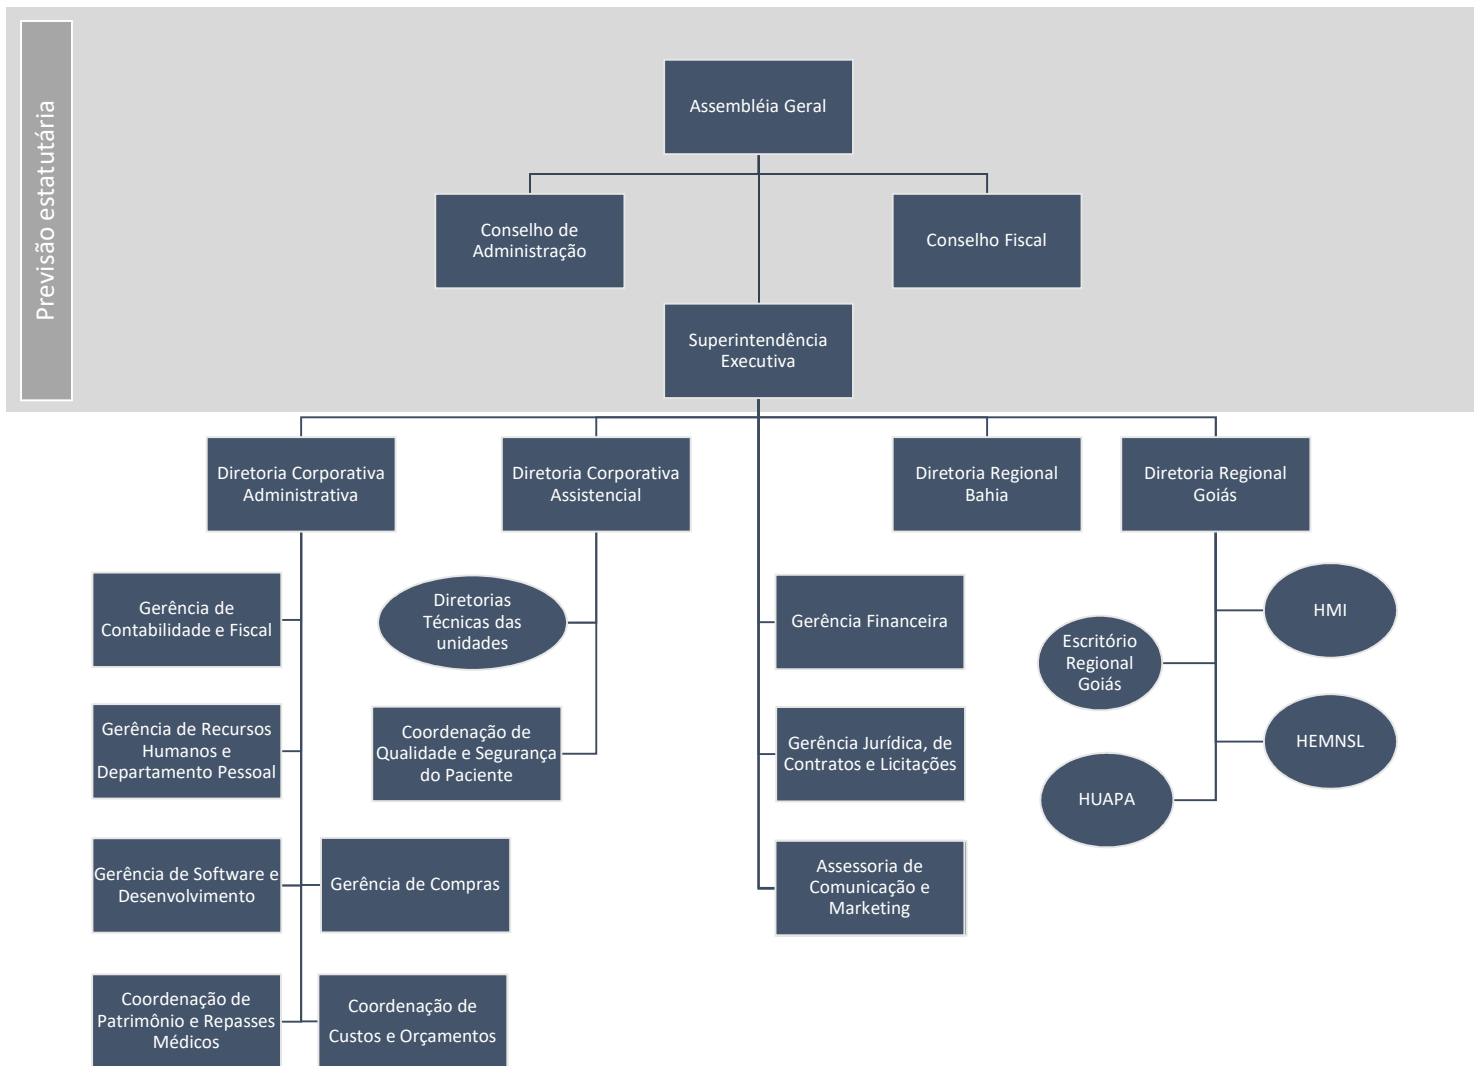 Previsão estatutária
Assembléia Geral
Conselho de
Administração
Conselho Fiscal
Superintendência
Executiva
Diretoria Corporativa
Administrativa
Diretoria Corporativa
Assistencial
Diretoria Regional
Bahia
Diretoria Regional
Goiás
Gerência de
Contabilidade e Fiscal
Diretorias
Técnicas das
unidades
Gerência Financeira
Escritório
Regional
Goiás
HMI
Gerência de Recursos
Humanos e
Departamento Pessoal
Coordenação de
Qualidade e Segurança
do Paciente
Gerência Jurídica, de
Contratos e Licitações
HUAPA
HEMNSL
Gerência de Software e
Desenvolvimento
Gerência de Compras
Assessoria de
Comunicação e
Marketing
Coordenação de
Patrimônio e Repasses
Médicos
Coordenação de
Custos e Orçamentos